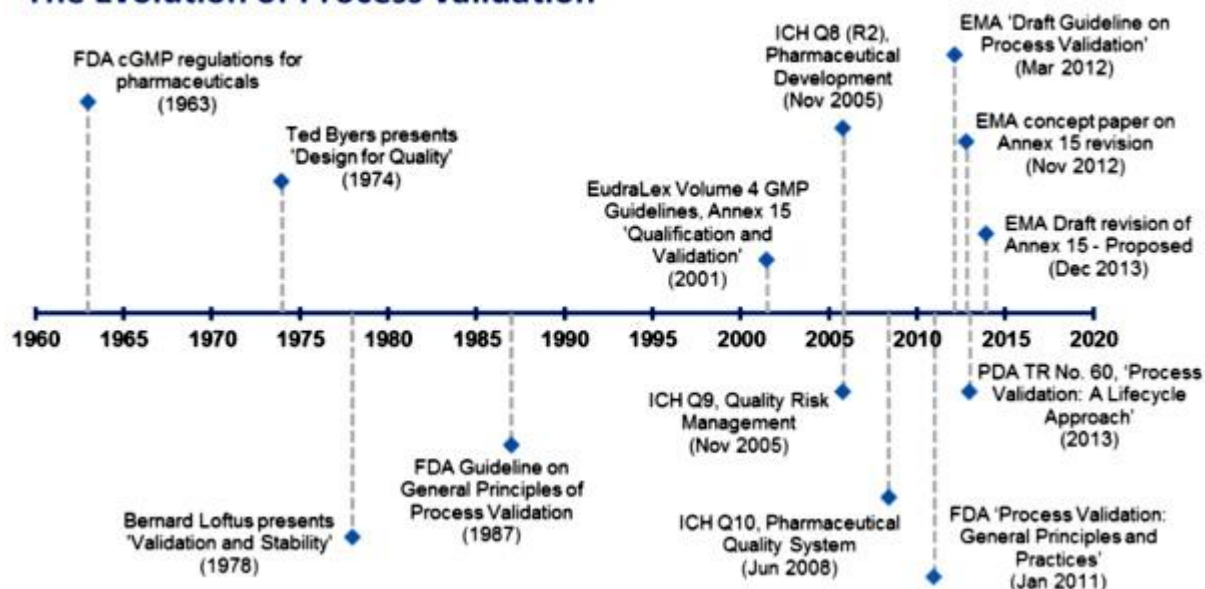 The Evolution of Process Validation
FDA cGMP regulations for
pharmaceuticals
(1963)
Ted Byers presents
'Design for Quality'
(1974)
EudraLex Volume 4 GMP
Guidelines, Annex 15
'Qualification and
Validation'
(2001)
ICH Q8 (R2),
Pharmaceutical
Development
(Nov 2005)
EMA 'Draft Guideline on
Process Validation'
(Mar 2012)
EMA concept paper on
Annex 15 revision
(Nov 2012)
EMA Draft revision of
Annex 15 - Proposed
(Dec 2013)
1960 1965 1970 1975 1980 1985 1990 1995 2000 2005 2010 2015 2020
Bernard Loftus presents
'Validation and Stability'
(1978)
FDA Guideline on
General Principles of
Process Validation
(1987)
ICH Q9, Quality Risk
Management
(Nov 2005)
ICH Q10, Pharmaceutical
Quality System
(Jun 2008)
PDA TR No. 60, 'Process
Validation: A Lifecycle
Approach'
(2013)
FDA 'Process Validation:
General Principles and
Practices'
(Jan 2011)